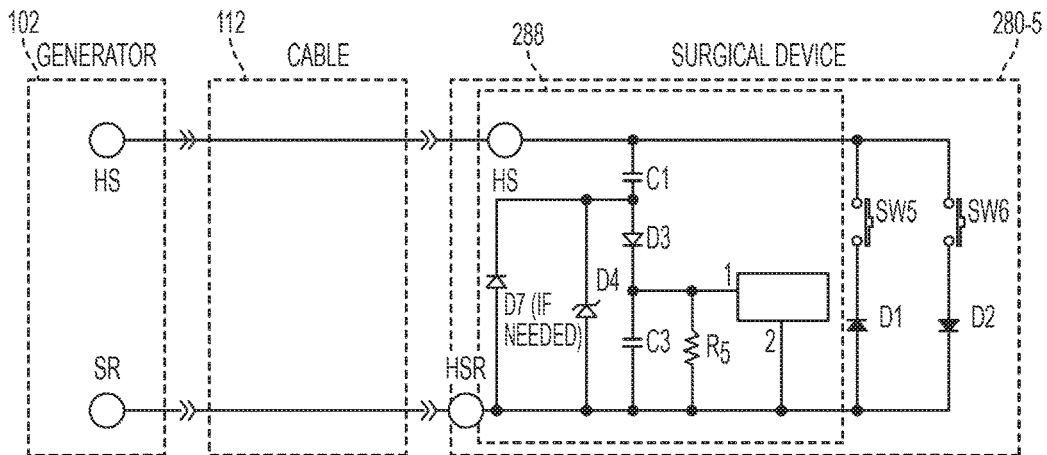 102
GENERATOR
112
CABLE
288
SURGICAL DEVICE
280-5
HS
HS
C1
SW5
SW6
D3
1
D4
D7 (IF
NEEDED)
C3
R5
2
D1
D2
SR
HSR